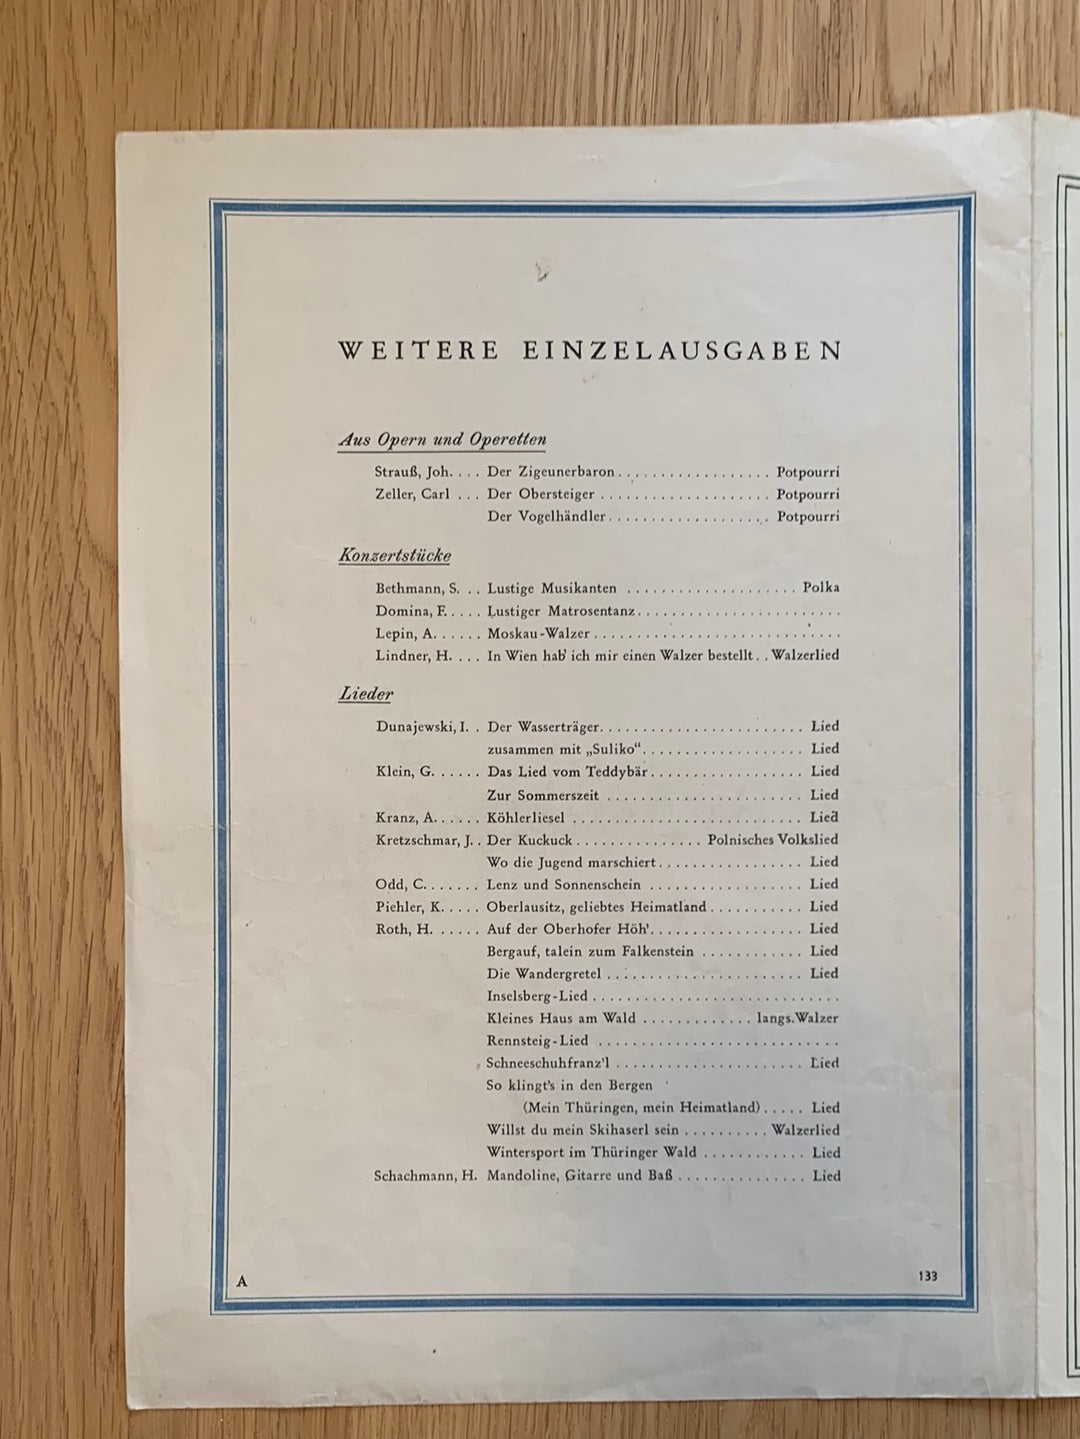 WEITERE EINZELAUSGABEN
Aus Opern und Operetten
Strauß, Joh. . . . Der Zigeunerbaron . . . . . . . . . . . . . . . . . Potpourri
Zeller, Carl . . . Der Obersteiger . . . . . . . . . . . . . . . . . . . Potpourri
Der Vogelhändler . . . . . . . . . . . . . . . . . . Potpourri
Konzertstücke
Bethmann, S. . . Lustige Musikanten . . . . . . . . . . . . . . . . . . . Polka
Domina, F. . . . . Lustiger Matrosentanz . . . . . . . . . . . . . . . . . . . . . . .
Lepin, A. . . . . . Moskau-Walzer . . . . . . . . . . . . . . . . . . . . . . . . . . . .
Lindner, H. . . . In Wien hab' ich mir einen Walzer bestellt . . Walzerlied
Lieder
Dunajewski, I. . Der Wasserträger . . . . . . . . . . . . . . . . . . . . . . . Lied
zusammen mit „Suliko“ . . . . . . . . . . . . . . . . . . Lied
Klein, G. . . . . . Das Lied vom Teddybär . . . . . . . . . . . . . . . . . Lied
Zur Sommerszeit . . . . . . . . . . . . . . . . . . . . . . Lied
Kranz, A. . . . . . Köhlerliesel . . . . . . . . . . . . . . . . . . . . . . . . . . Lied
Kretzschmar, J. . Der Kuckuck . . . . . . . . . . . . . . Polnisches Volkslied
Wo die Jugend marschiert . . . . . . . . . . . . . . . . Lied
Odd, C. . . . . . . Lenz und Sonnenschein . . . . . . . . . . . . . . . . . Lied
Piehler, K. . . . . Oberlausitz, geliebtes Heimatland . . . . . . . . . . . Lied
Roth, H. . . . . . Auf der Oberhofer Höh' . . . . . . . . . . . . . . . . . Lied
Bergauf, talein zum Falkenstein . . . . . . . . . . . . Lied
Die Wandergretel . . . . . . . . . . . . . . . . . . . . . . Lied
Inselsberg-Lied . . . . . . . . . . . . . . . . . . . . . . . . . . . .
Kleines Haus am Wald . . . . . . . . . . . . . langs. Walzer
Rennsteig-Lied . . . . . . . . . . . . . . . . . . . . . . . . . . .
Schneeschuhfranz'l . . . . . . . . . . . . . . . . . . . . . Lied
So klingt's in den Bergen
(Mein Thüringen, mein Heimatland) . . . . . Lied
Willst du mein Skihaserl sein . . . . . . . . . . Walzerlied
Wintersport im Thüringer Wald . . . . . . . . . . . . Lied
Schachmann, H. Mandoline, Gitarre und Baß . . . . . . . . . . . . . . . Lied
A
133